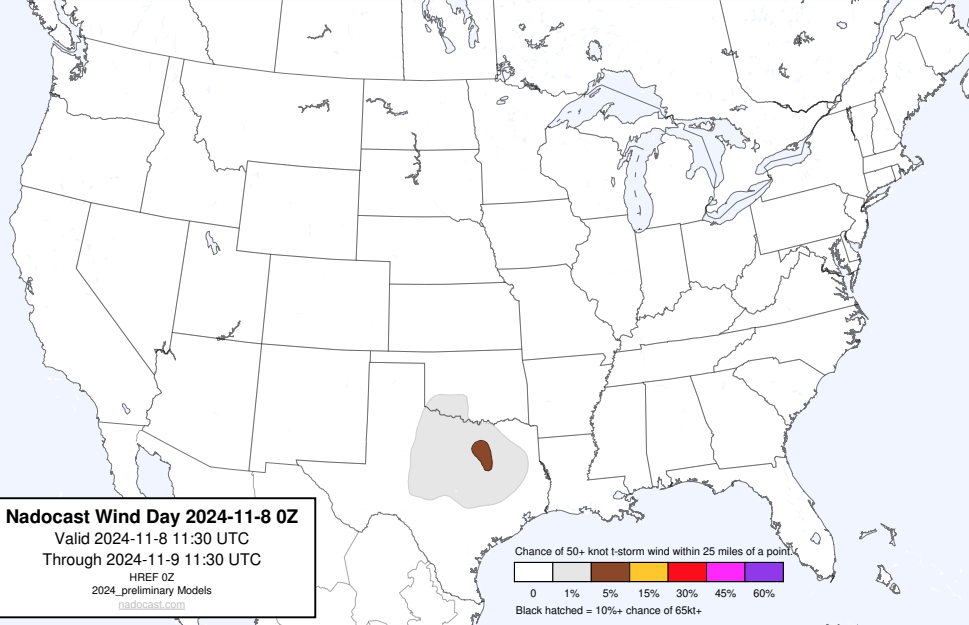 Nadocast Wind Day 2024-11-8 0Z
Valid 2024-11-8 11:30 UTC
Through 2024-11-9 11:30 UTC
HREF 0Z
2024_preliminary Models
nadocast.com
Chance of 50+ knot t-storm wind within 25 miles of a point.
0 1% 5% 15% 30% 45% 60%
Black hatched = 10%+ chance of 65kt+